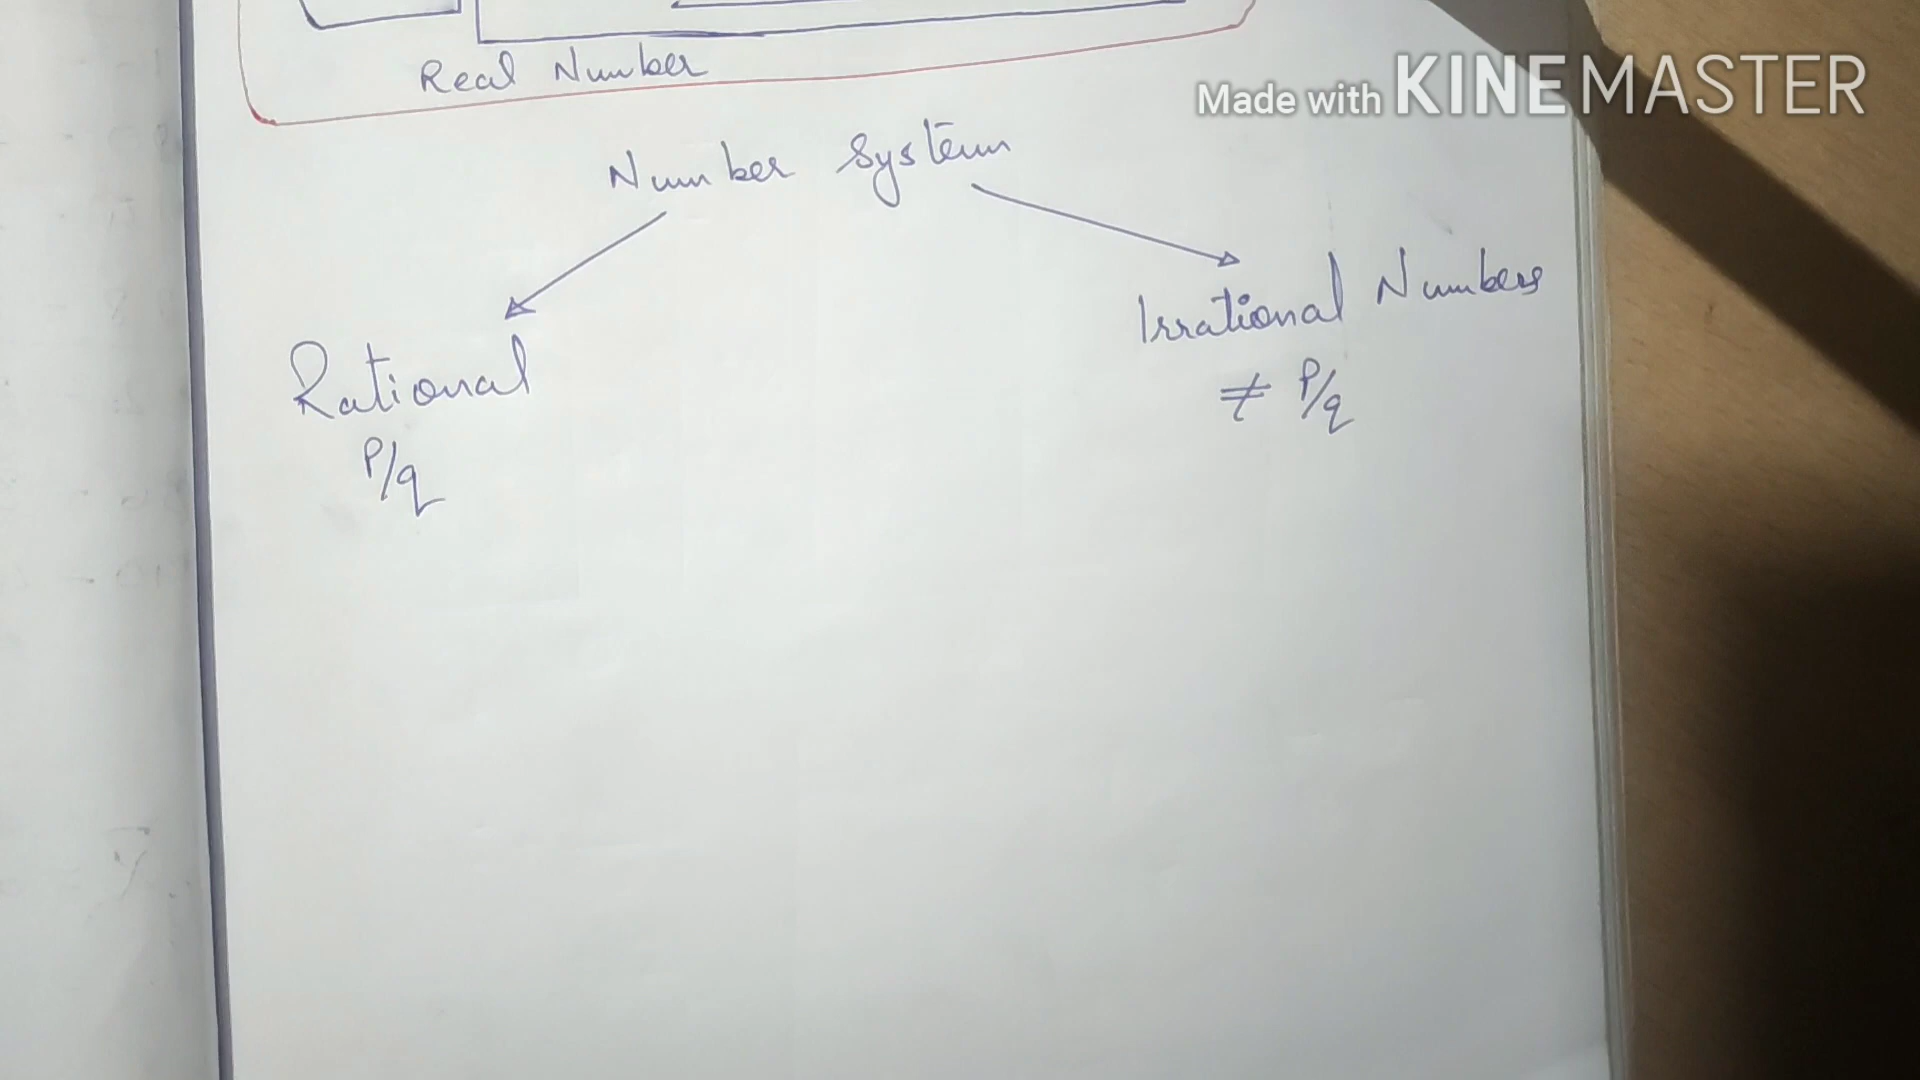 Real Number
Made with KINEMASTER
Number System
Rational
P/q
Irrational Numbers
≠ P/q